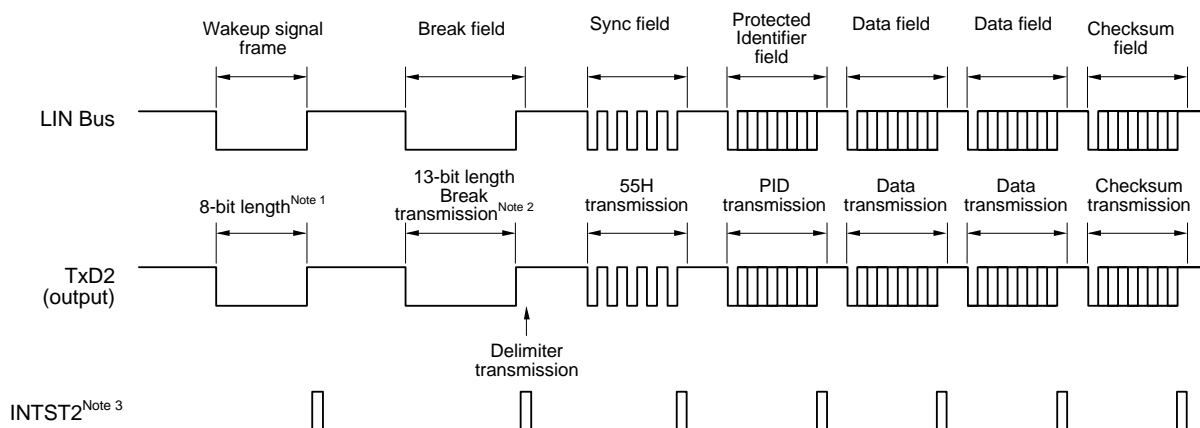 Wakeup signal
frame
Break field
Sync field
Protected
Identifier
field
Data field
Data field
Checksum
field
LIN Bus
8-bit length Note 1
13-bit length
Break
transmission Note 2
55H
transmission
PID
transmission
Data
transmission
Data
transmission
Checksum
transmission
TxD2
(output)
Delimiter
transmission
INTST2 Note 3